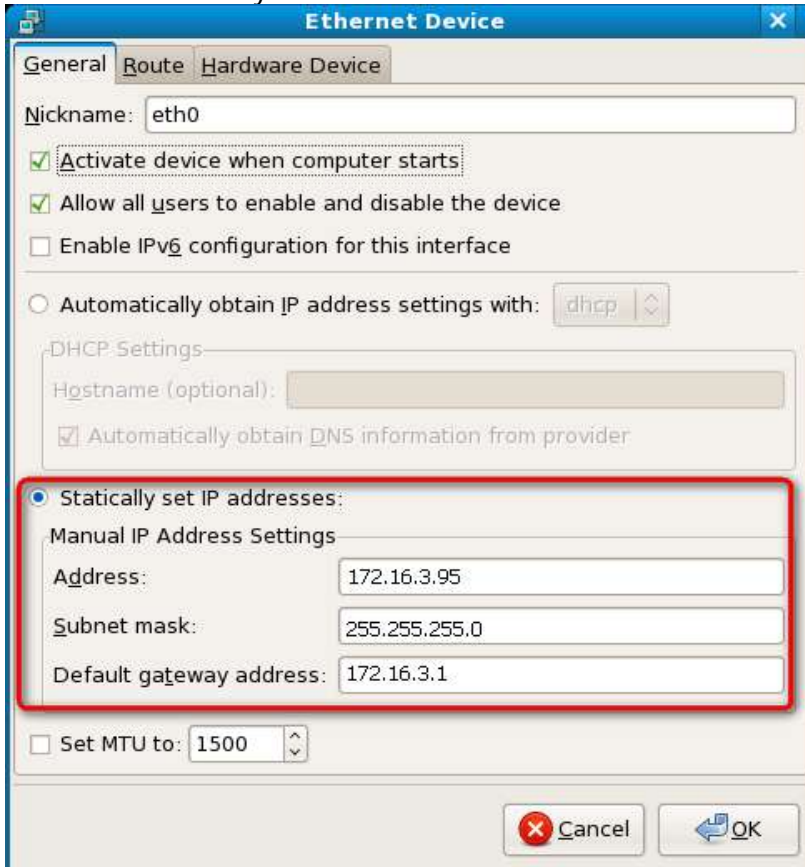 Ethernet Device
General Route Hardware Device
Nickname: eth0
Activate device when computer starts
Allow all users to enable and disable the device
Enable IPv6 configuration for this interface
Automatically obtain IP address settings with: dhcp
DHCP Settings
Hostname (optional):
Automatically obtain DNS information from provider
Statically set IP addresses:
Manual IP Address Settings
Address: 172.16.3.95
Subnet mask: 255.255.255.0
Default gateway address: 172.16.3.1
Set MTU to: 1500
Cancel OK